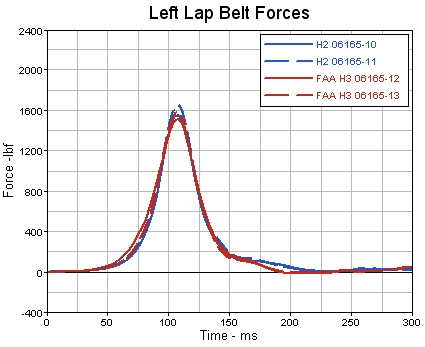 Left Lap Belt Forces
2400
2000
1600
1200
800
400
0
-400
Force -lbf
H2 06165-10
H2 06165-11
FAA H3 06165-12
FAA H3 06165-13
0 50 100 150 200 250 300
Time - ms